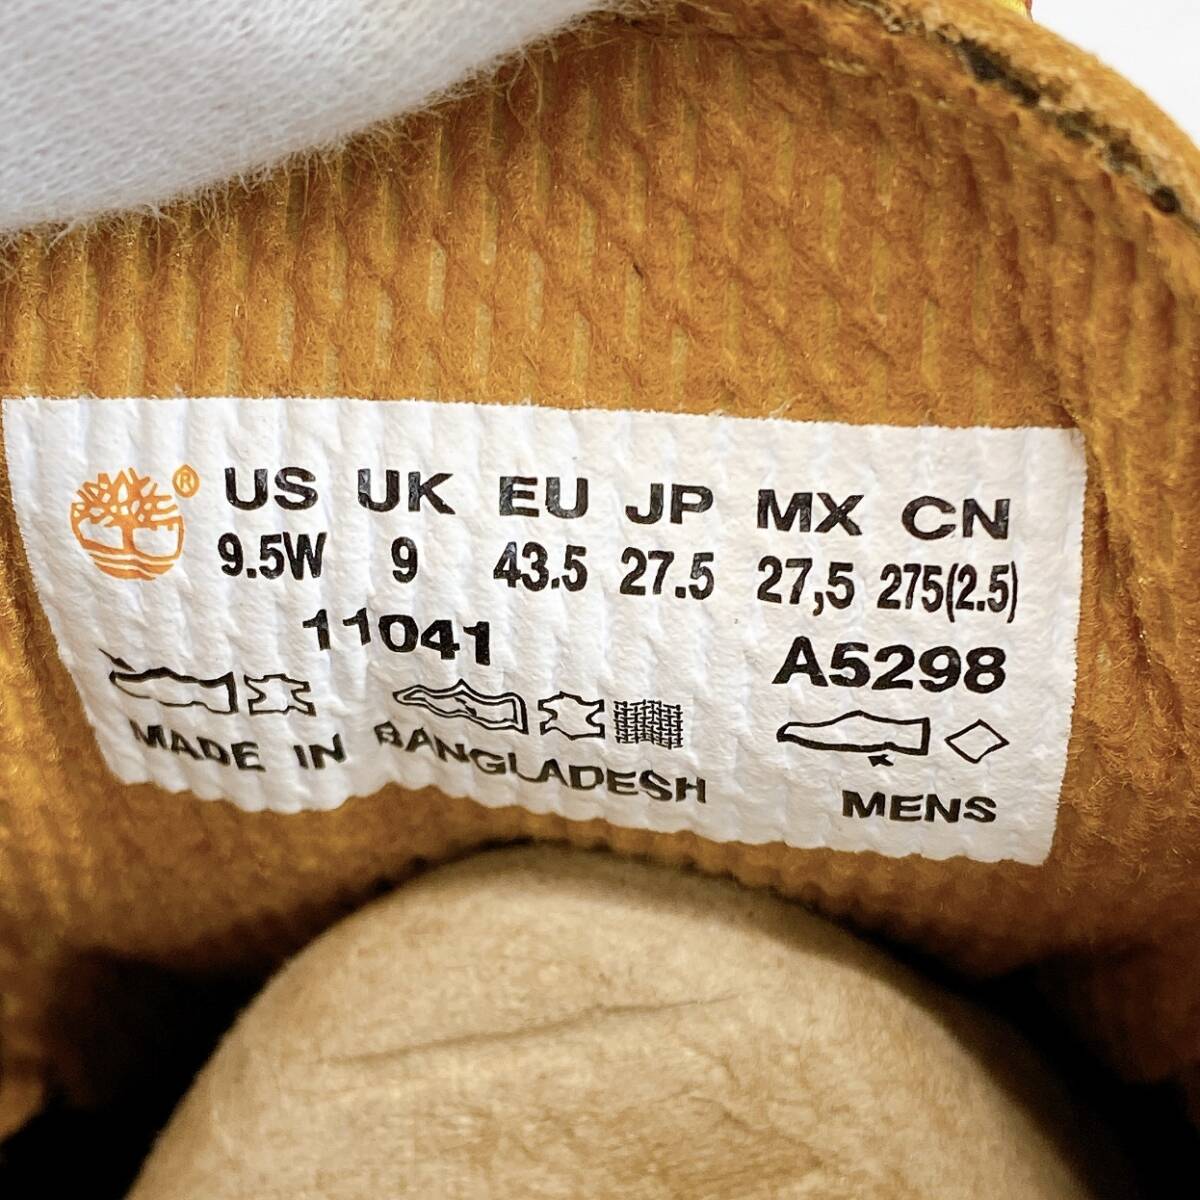 ® US UK EU JP MX CN
9.5W 9 43.5 27.5 27,5 275(2.5)
11041 A5298
MADE IN BANGLADESH MENS